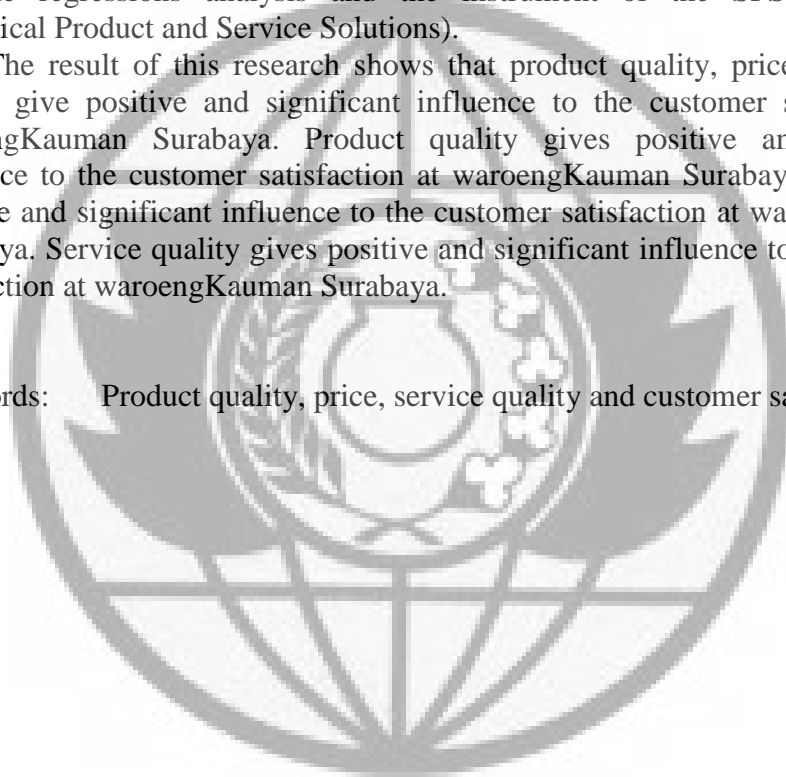 regressions analysis and the instrument of the
ical Product and Service Solutions).
The result of this research shows that product quality, price
give positive and significant influence to the customer s
ngKauman Surabaya. Product quality gives positive an
ce to the customer satisfaction at waroengKauman Surabay
e and significant influence to the customer satisfaction at wa
ya. Service quality gives positive and significant influence to
ction at waroengKauman Surabaya.
rds: Product quality, price, service quality and customer sa